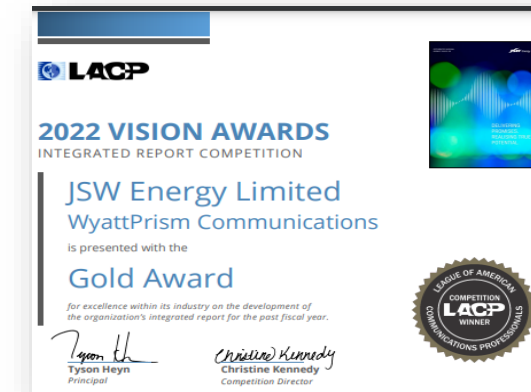 LACP
2022 VISION AWARDS
INTEGRATED REPORT COMPETITION
JSW Energy Limited
WyattPrism Communications
is presented with the
Gold Award
for excellence within its industry on the development of
the organization's integrated report for the past fiscal year.
Tyson Heyn
Principal
Christine Kennedy
Christine Kennedy
Competition Director
DELIVERING
PROMISES.
LEAGUE OF AMERICAN
COMMUNICATIONS PROFESSIONALS
COMPETITION
LACP
WINNER